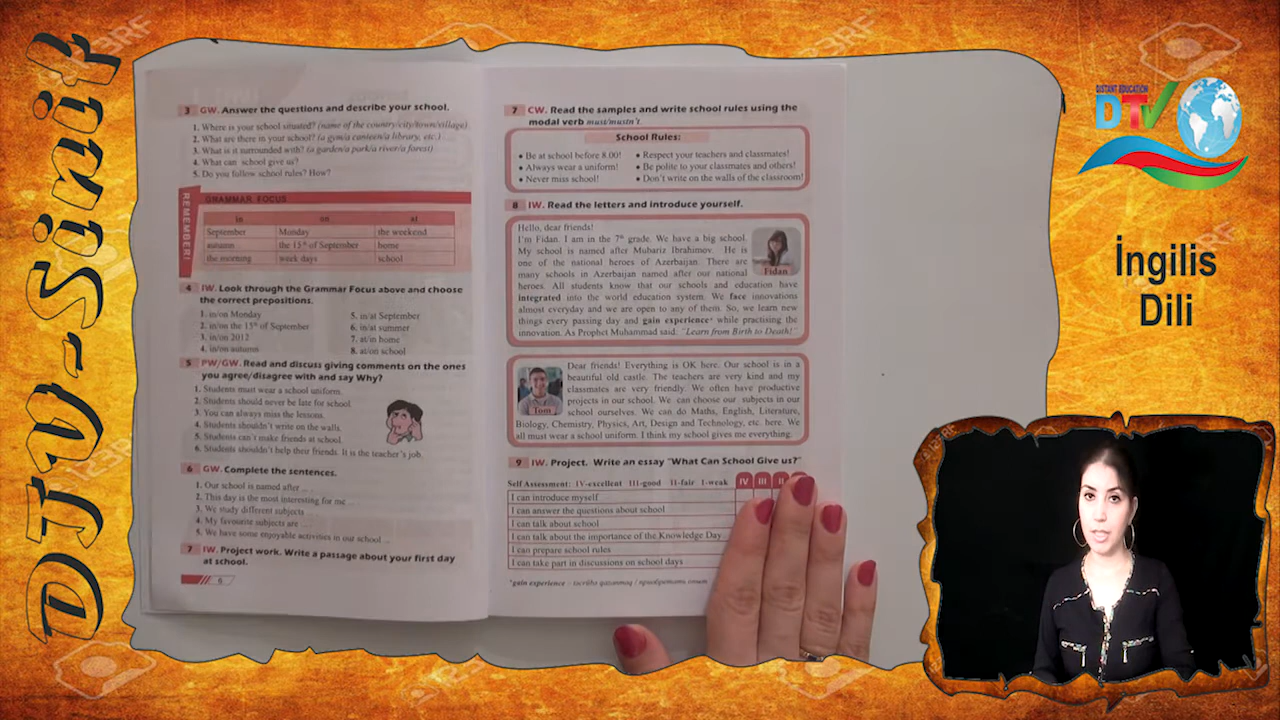 DTV-Sinif
3 GW. Answer the questions and describe your school.
1. Where is your school situated? (name of the country/city/town/village)
2. What are there in your school? (a gym/a canteen/a library, etc.)
3. What is it surrounded with? (a garden/a park/a river/a forest)
4. What can school give us?
5. Do you follow school rules? How?
REMEMBER!
GRAMMAR FOCUS
in on at
September Monday the weekend
autumn the 15th of September home
the morning week days school
4 IW. Look through the Grammar Focus above and choose
the correct prepositions.
1. in/on Monday
2. in/on the 15th of September
3. in/on 2012
4. in/on autumn
5. in/at September
6. in/at summer
7. at/in home
8. at/on school
5 PW/GW. Read and discuss giving comments on the ones
you agree/disagree with and say Why?
1. Students must wear a school uniform.
2. Students should never be late for school
3. You can always miss the lessons.
4. Students shouldn't write on the walls.
5. Students can't make friends at school.
6. Students shouldn't help their friends. It is the teacher's job.
6 GW. Complete the sentences.
1. Our school is named after ...
2. This day is the most interesting for me ...
3. We study different subjects ...
4. My favourite subjects are ...
5. We have some enjoyable activities in our school ...
7 IW. Project work. Write a passage about your first day
at school.
6
7 CW. Read the samples and write school rules using the
modal verb must/mustn't.
School Rules:
• Be at school before 8.00!
• Always wear a uniform!
• Never miss school!
• Respect your teachers and classmates!
• Be polite to your classmates and others!
• Don't write on the walls of the classroom!
8 IW. Read the letters and introduce yourself.
Hello, dear friends!
I'm Fidan. I am in the 7th grade. We have a big school.
My school is named after Mubariz Ibrahimov. He is
one of the national heroes of Azerbaijan. There are
many schools in Azerbaijan named after our national
heroes. All students know that our schools and education have
integrated into the world education system. We face innovations
almost everyday and we are open to any of them. So, we learn new
things every passing day and gain experience* while practising the
innovation. As Prophet Muhammad said: "Learn from Birth to Death!"
Fidan
Dear friends! Everything is OK here. Our school is in a
beautiful old castle. The teachers are very kind and my
classmates are very friendly. We often have productive
projects in our school. We can choose our subjects in our
school ourselves. We can do Maths, English, Literature,
Biology, Chemistry, Physics, Art, Design and Technology, etc. here. We
all must wear a school uniform. I think my school gives me everything.
Tom
9 IW. Project. Write an essay "What Can School Give us?"
Self Assessment: IV-excellent III-good II-fair I-weak IV III II
I can introduce myself
I can answer the questions about school
I can talk about school
I can talk about the importance of the Knowledge Day
I can prepare school rules
I can take part in discussions on school days
*gain experience –
DISTANT EDUCATION
DTV
İngilis
Dili